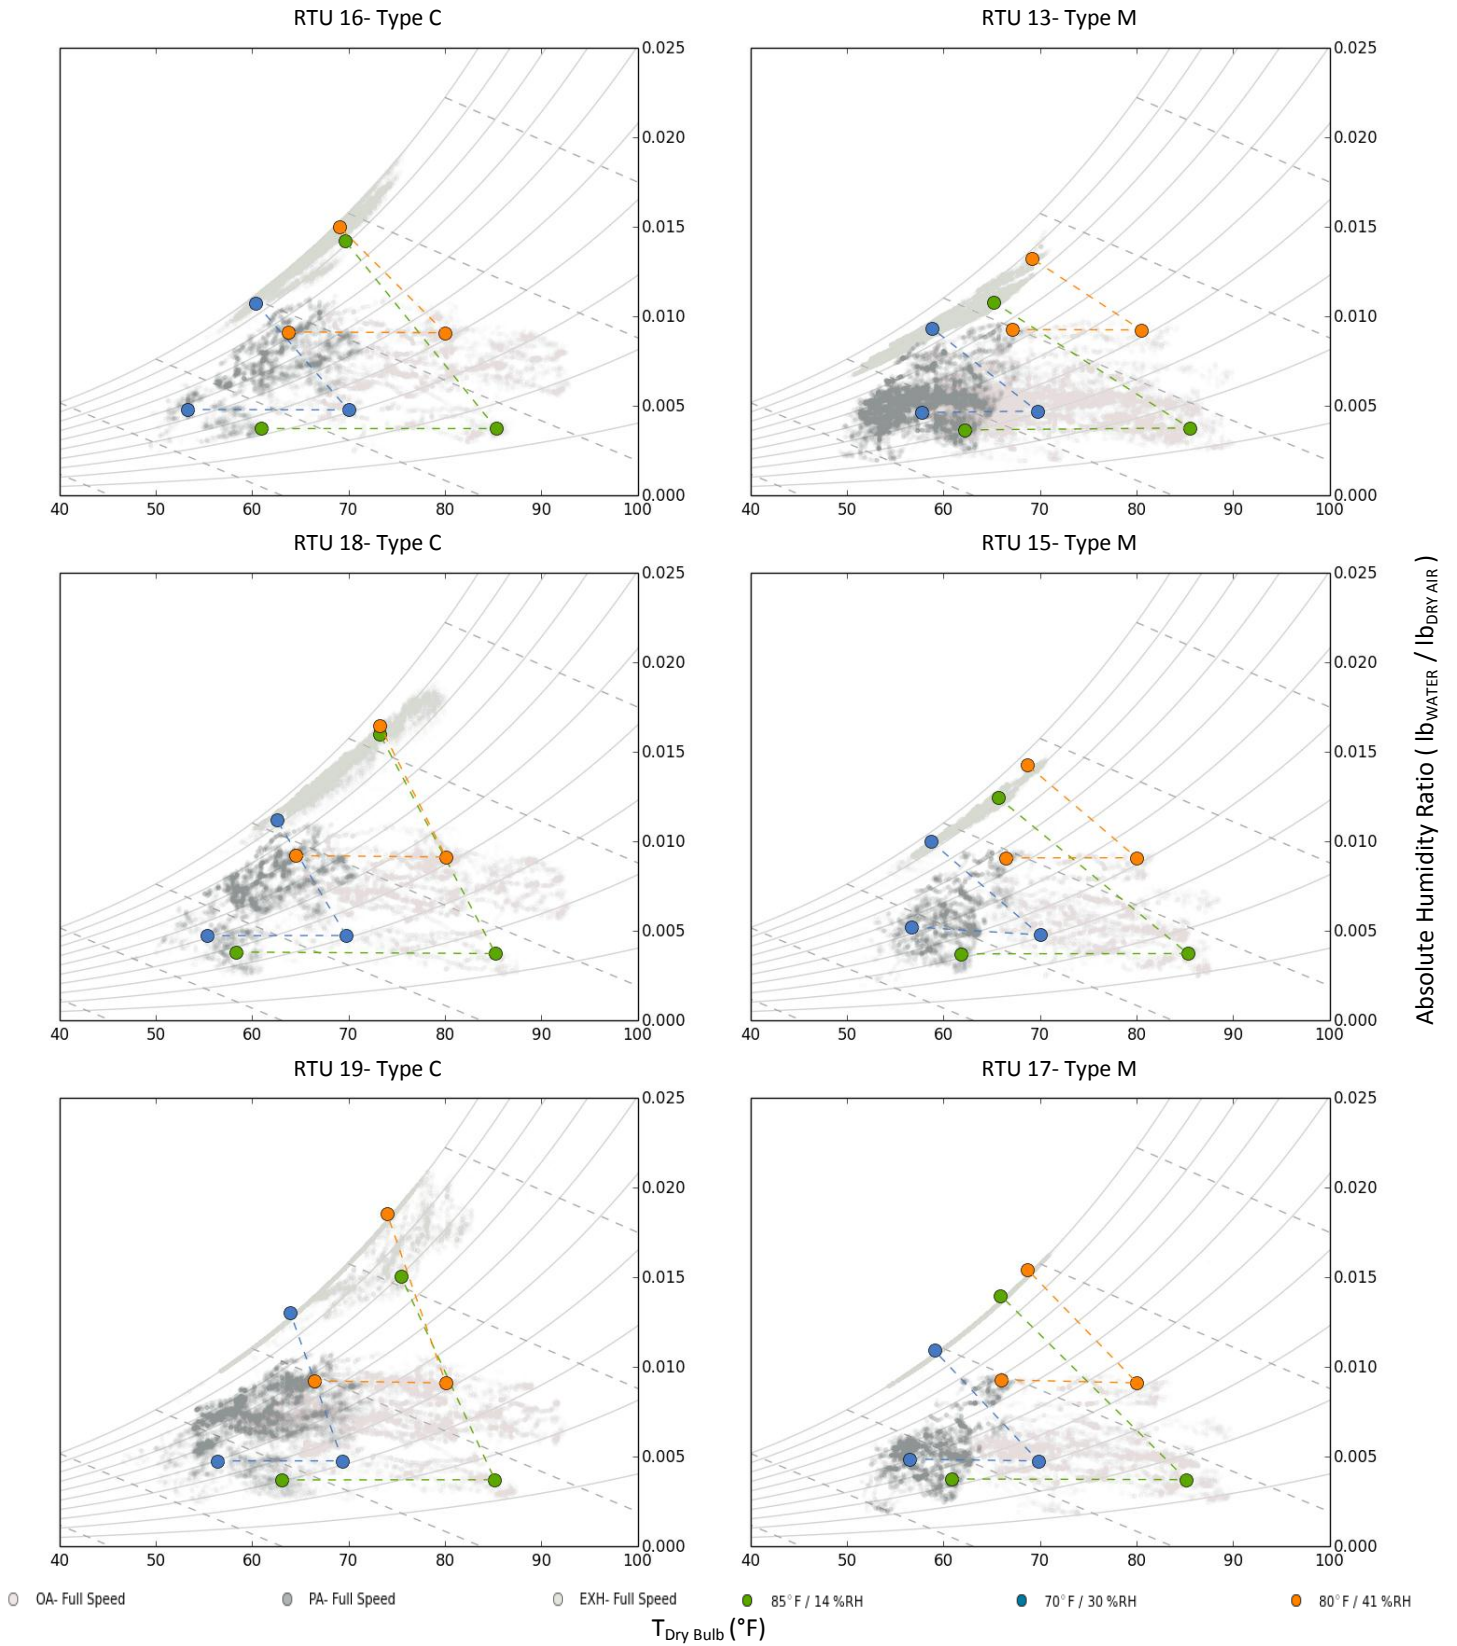 RTU 16- Type C
RTU 13- Type M
0.025
0.020
0.015
0.010
0.005
0.000
40 50 60 70 80 90 100
0.025
0.020
0.015
0.010
0.005
0.000
40 50 60 70 80 90 100
RTU 18- Type C
RTU 15- Type M
0.025
0.020
0.015
0.010
0.005
0.000
40 50 60 70 80 90 100
0.025
0.020
0.015
0.010
0.005
0.000
40 50 60 70 80 90 100
Absolute Humidity Ratio ( lbWATER / lbDRY AIR )
RTU 19- Type C
RTU 17- Type M
0.025
0.020
0.015
0.010
0.005
0.000
40 50 60 70 80 90 100
0.025
0.020
0.015
0.010
0.005
0.000
40 50 60 70 80 90 100
OA- Full Speed PA- Full Speed EXH- Full Speed 85°F / 14 %RH 70°F / 30 %RH 80°F / 41 %RH
TDry Bulb (°F)